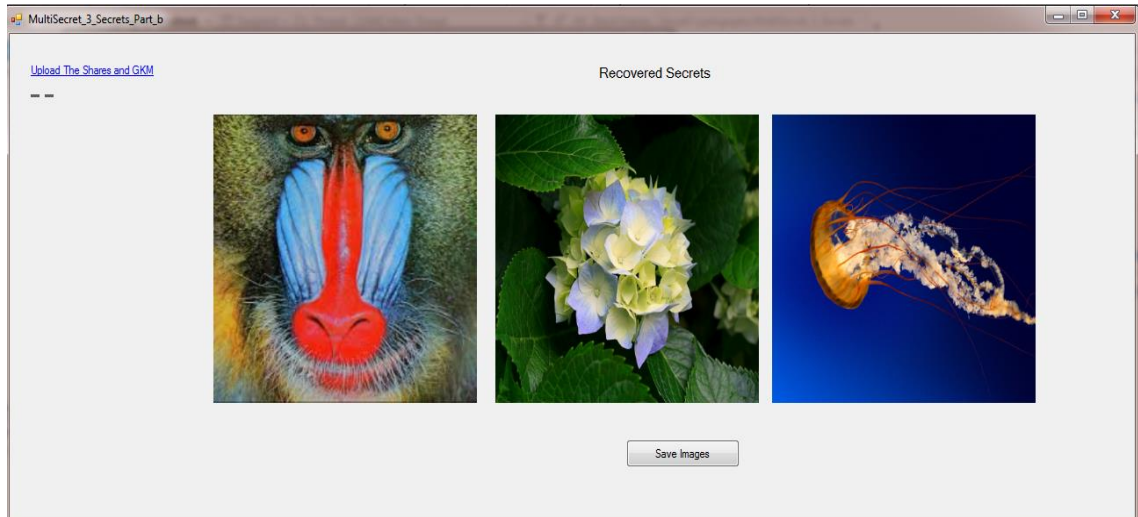 MultiSecret_3_Secrets_Part_b
Upload The Shares and GKM
Recovered Secrets
Save Images